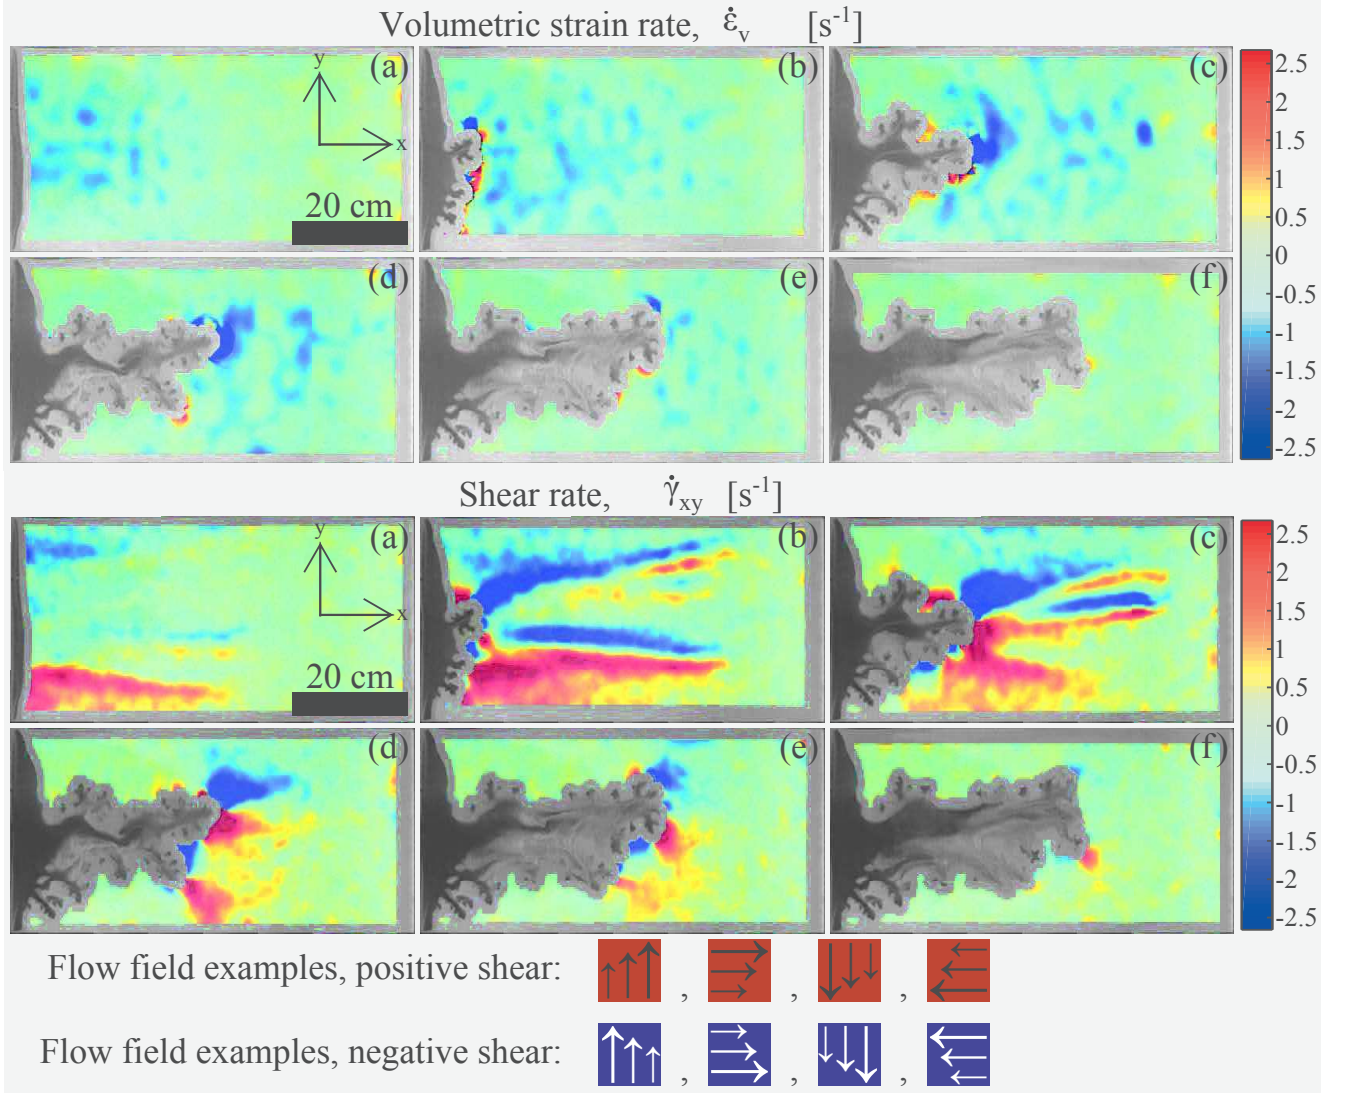 Volumetric strain rate, ε̇ᵥ [s⁻¹]
(a) (b) (c)
y
x
20 cm
2.5
2
1.5
1
0.5
0
-0.5
-1
-1.5
-2
-2.5
(d) (e) (f)
Shear rate, γ̇xy [s⁻¹]
(a) (b) (c)
y
x
20 cm
2.5
2
1.5
1
0.5
0
-0.5
-1
-1.5
-2
-2.5
(d) (e) (f)
Flow field examples, positive shear: , , ,
Flow field examples, negative shear: , , ,